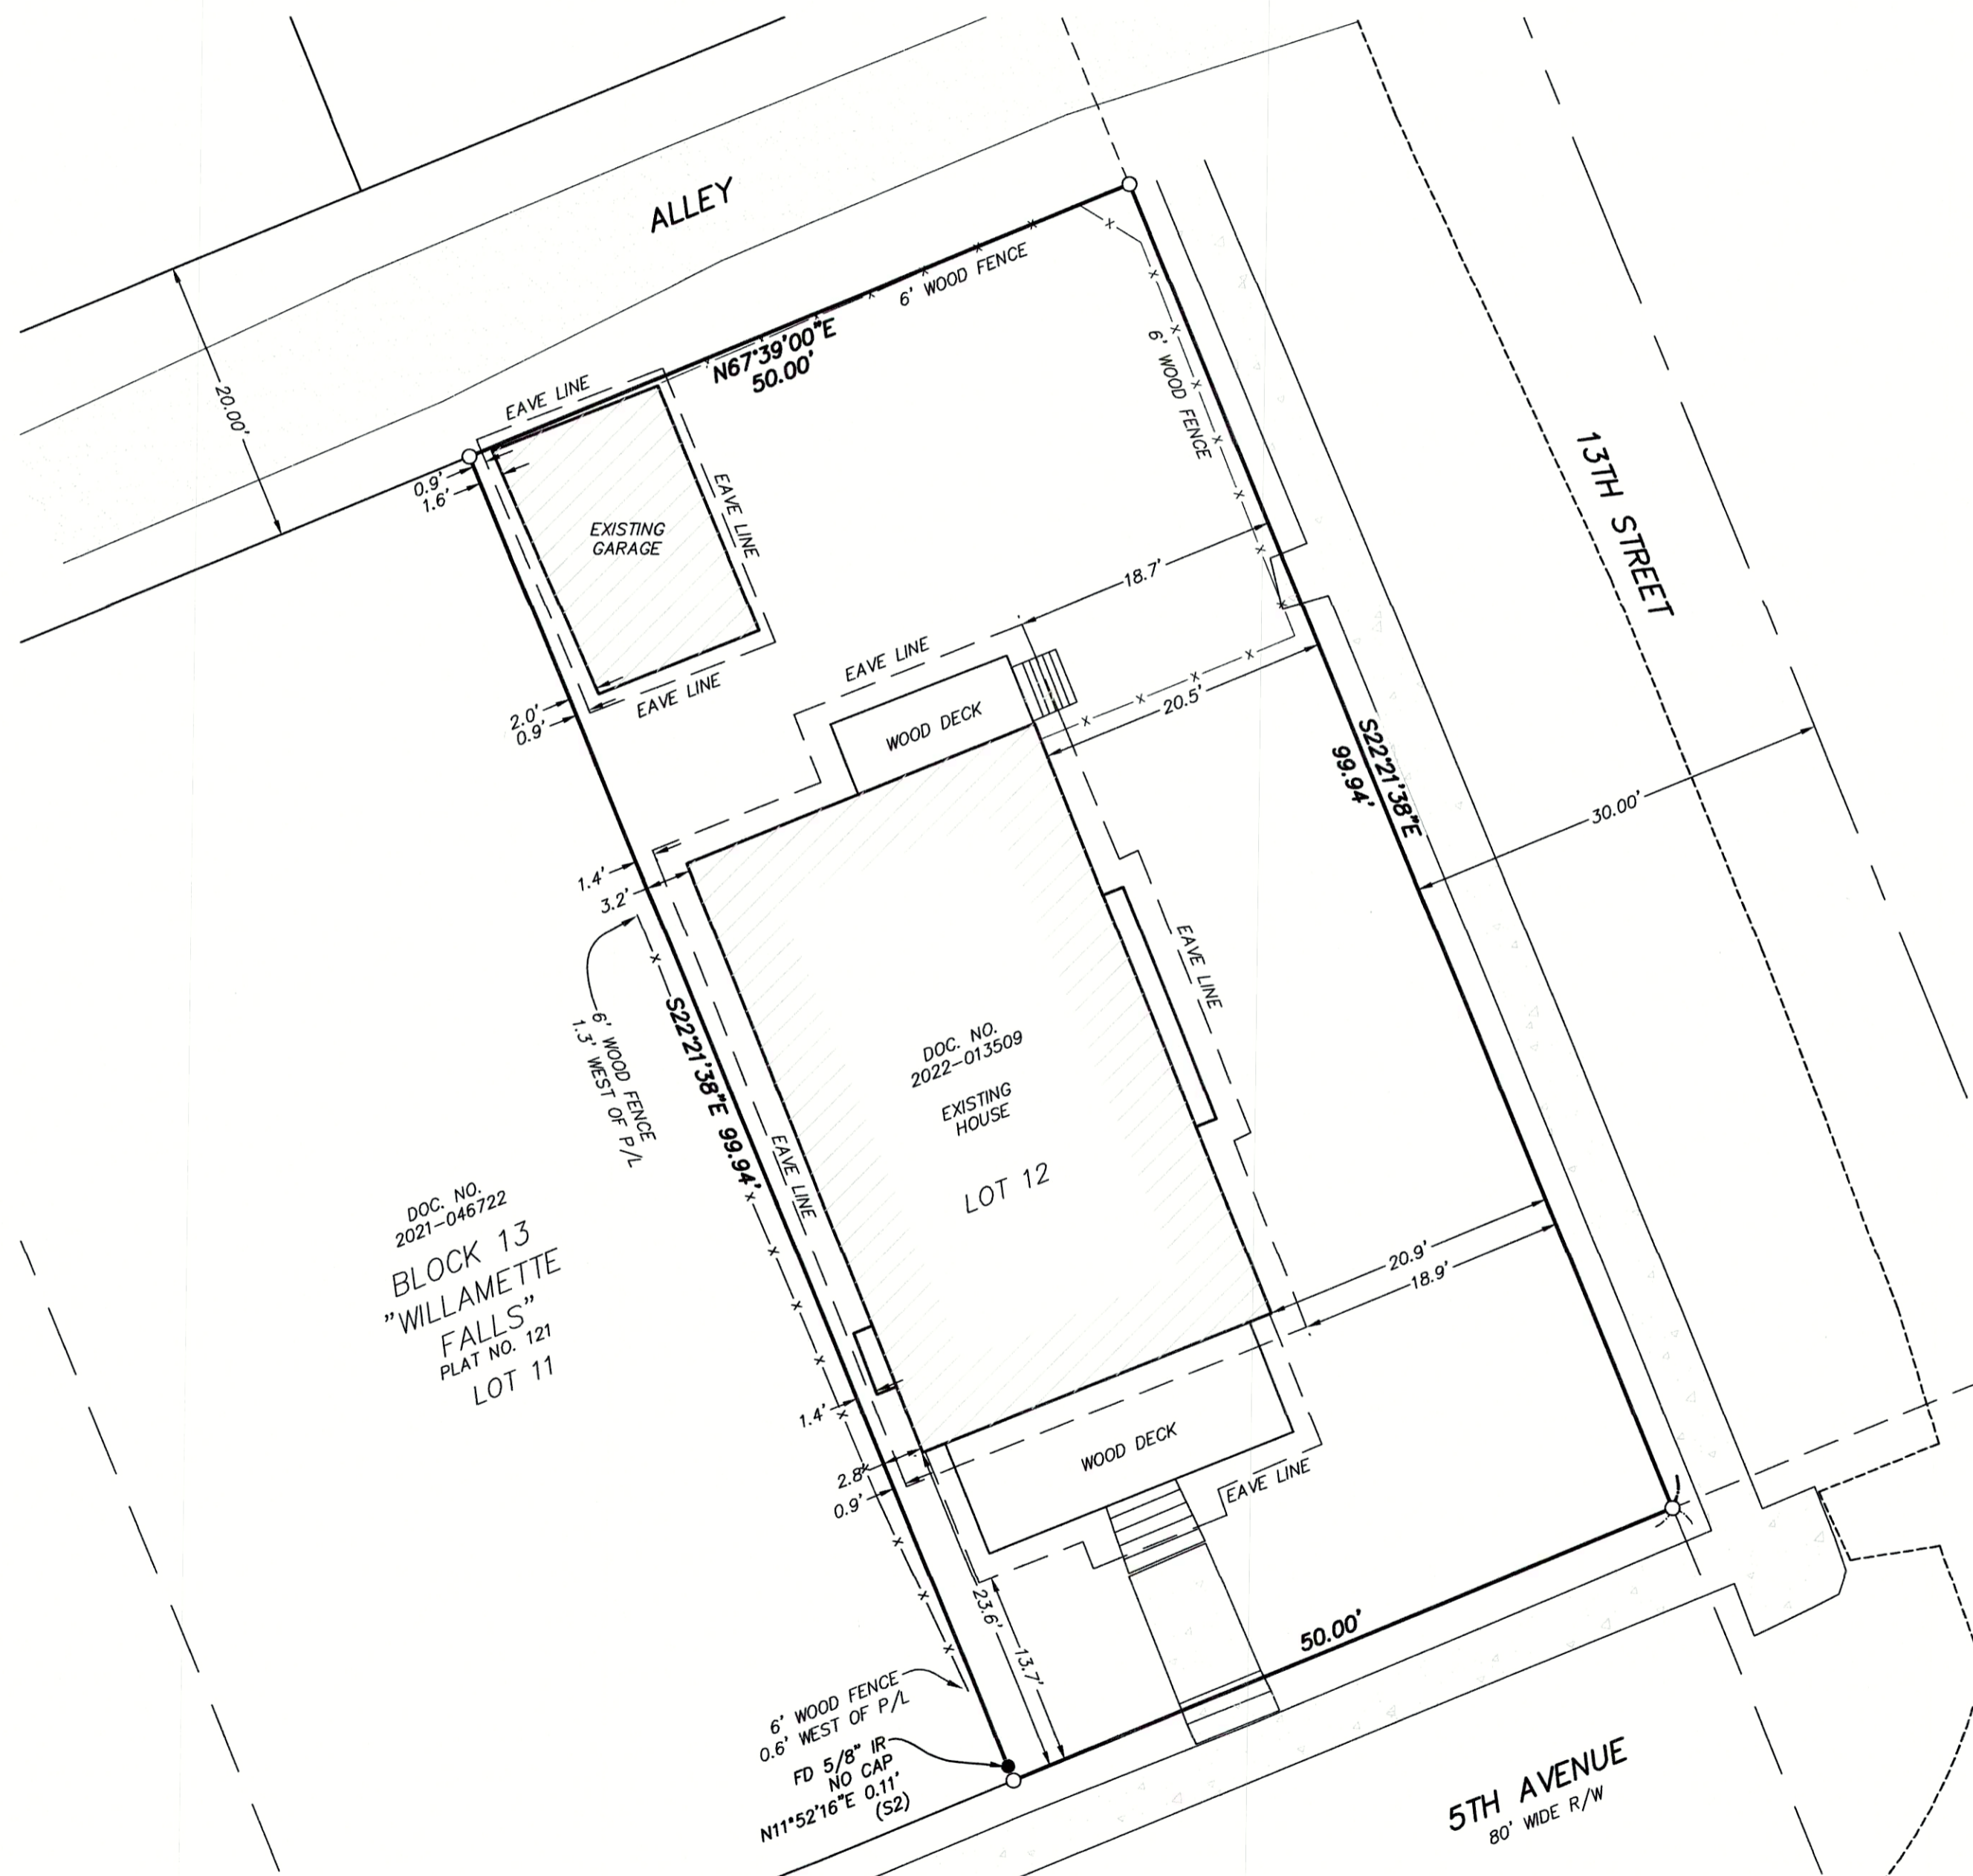 ALLEY
6' WOOD FENCE
N67°39'00"E
50.00'
6' WOOD FENCE
20.00'
EAVE LINE
0.9'
1.6'
EAVE LINE
EXISTING
GARAGE
13TH STREET
18.7'
EAVE LINE
EAVE LINE
2.0'
0.9'
WOOD DECK
20.5'
S22°21'38"E
99.94'
30.00'
1.4'
3.2'
EAVE LINE
6' WOOD FENCE
1.3' WEST OF P/L
S22°21'38"E 99.94'
EAVE LINE
DOC. NO.
2022-013509
EXISTING
HOUSE
LOT 12
DOC. NO.
2021-046722
BLOCK 13
"WILLAMETTE
FALLS"
PLAT NO. 121
LOT 11
20.9'
18.9'
1.4'
2.8'
0.9'
WOOD DECK
EAVE LINE
23.6'
13.7'
50.00'
6' WOOD FENCE
0.6' WEST OF P/L
FD 5/8" IR
NO CAP
N11°52'16"E 0.11'
(S2)
5TH AVENUE
80' WIDE R/W